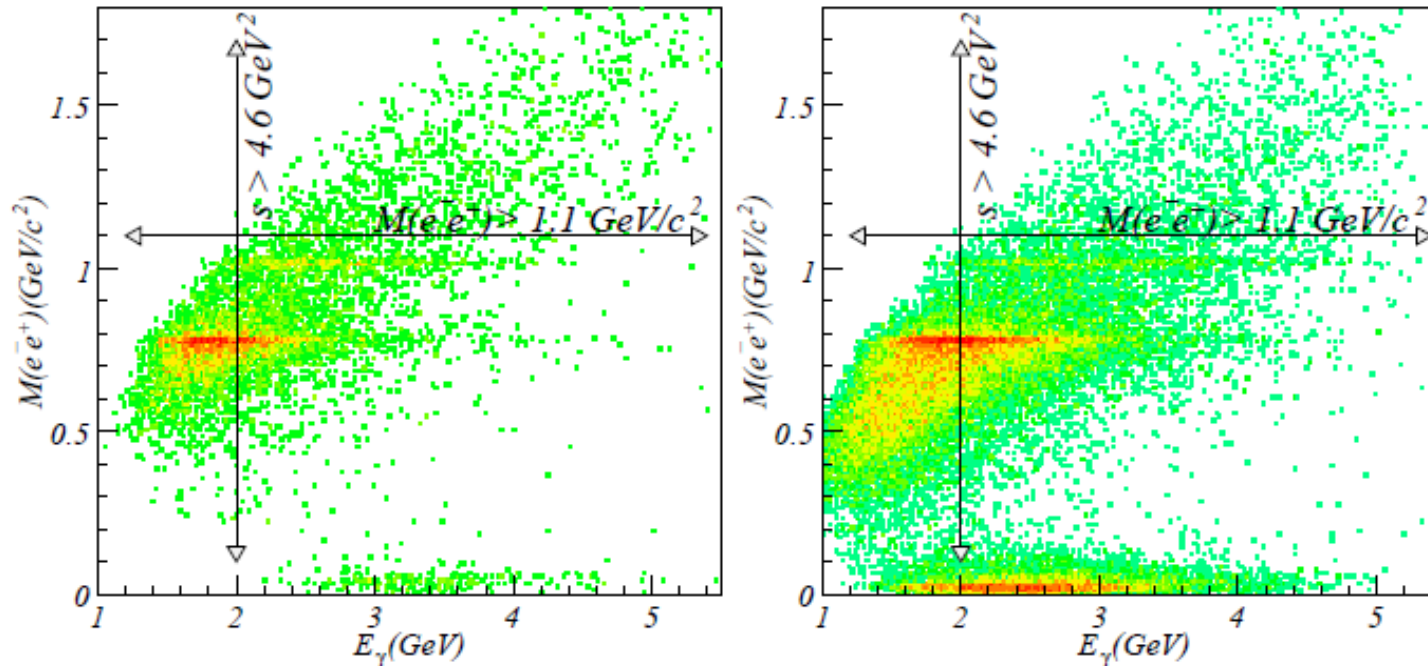 M(e⁻e⁺)(GeV/c²)
1.5
1
0.5
0
s > 4.6 GeV²
M(e⁻e⁺)> 1.1 GeV/c²
1 2 3 4 5
E_γ(GeV)
M(e⁻e⁺)(GeV/c²)
1.5
1
0.5
0
s > 4.6 GeV²
M(e⁻e⁺)> 1.1 GeV/c²
1 2 3 4 5
E_γ(GeV)